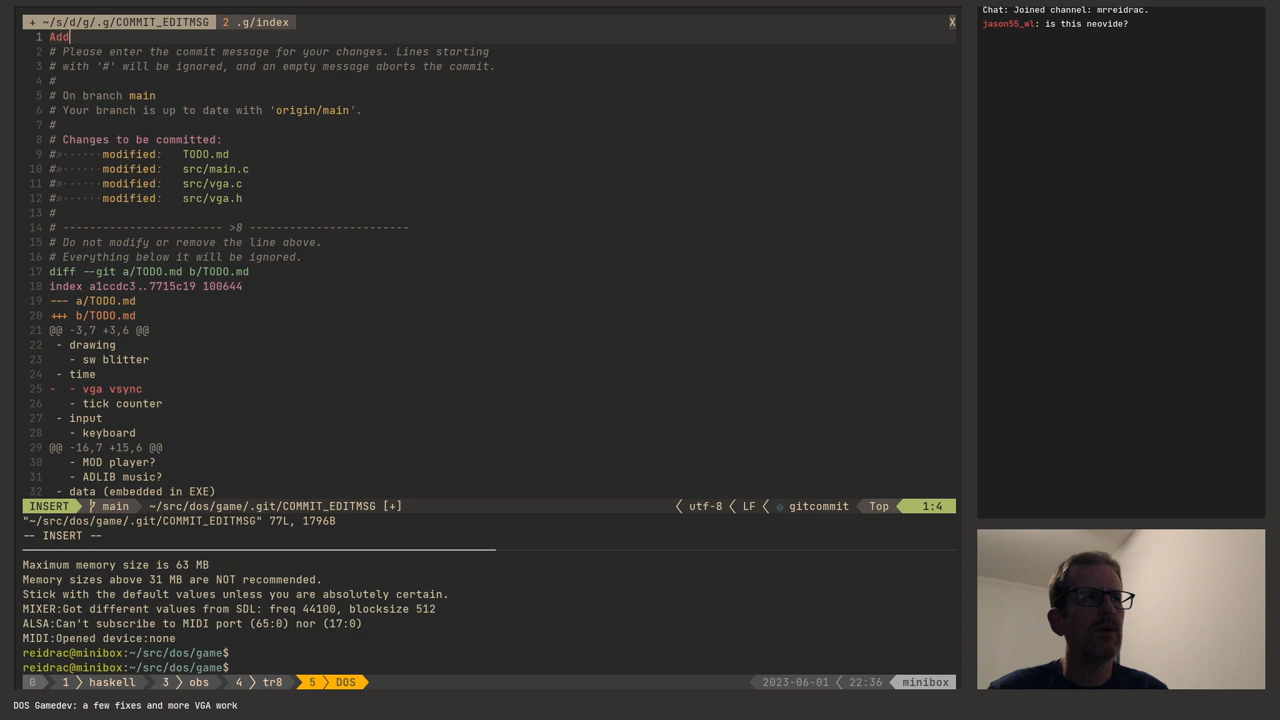 + ~/s/d/g/.g/COMMIT_EDITMSG 2 .g/index X
1 Add
2 # Please enter the commit message for your changes. Lines starting
3 # with '#' will be ignored, and an empty message aborts the commit.
4 #
5 # On branch main
6 # Your branch is up to date with 'origin/main'.
7 #
8 # Changes to be committed:
9 #»······modified:   TODO.md
10 #»······modified:   src/main.c
11 #»······modified:   src/vga.c
12 #»······modified:   src/vga.h
13 #
14 # ------------------------ >8 ------------------------
15 # Do not modify or remove the line above.
16 # Everything below it will be ignored.
17 diff --git a/TODO.md b/TODO.md
18 index a1ccdc3..7715c19 100644
19 --- a/TODO.md
20 +++ b/TODO.md
21 @@ -3,7 +3,6 @@
22  - drawing
23    - sw blitter
24  - time
25 -  - vga vsync
26    - tick counter
27  - input
28    - keyboard
29 @@ -16,7 +15,6 @@
30    - MOD player?
31    - ADLIB music?
32  - data (embedded in EXE)
INSERT main ~/src/dos/game/.git/COMMIT_EDITMSG [+] utf-8 LF gitcommit Top 1:4
"~/src/dos/game/.git/COMMIT_EDITMSG" 77L, 1796B
-- INSERT --
Maximum memory size is 63 MB
Memory sizes above 31 MB are NOT recommended.
Stick with the default values unless you are absolutely certain.
MIXER:Got different values from SDL: freq 44100, blocksize 512
ALSA:Can't subscribe to MIDI port (65:0) nor (17:0)
MIDI:Opened device:none
reidrac@minibox:~/src/dos/game$
reidrac@minibox:~/src/dos/game$
0 1 haskell 3 obs 4 tr8 5 DOS 2023-06-01 22:36 minibox
DOS Gamedev: a few fixes and more VGA work
Chat: Joined channel: mrreidrac.
jason55_wl: is this neovide?